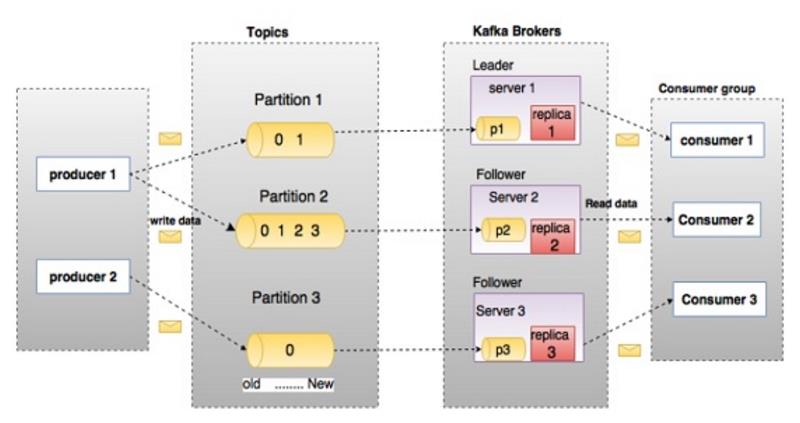 Topics
Kafka Brokers
Leader
server 1
Consumer group
Partition 1
0 1
p1
replica
1
consumer 1
producer 1
Follower
Server 2
Partition 2
write data
0 1 2 3
p2
replica
2
Read data
Consumer 2
producer 2
Follower
Server 3
Partition 3
0
p3
replica
3
Consumer 3
old ........ New